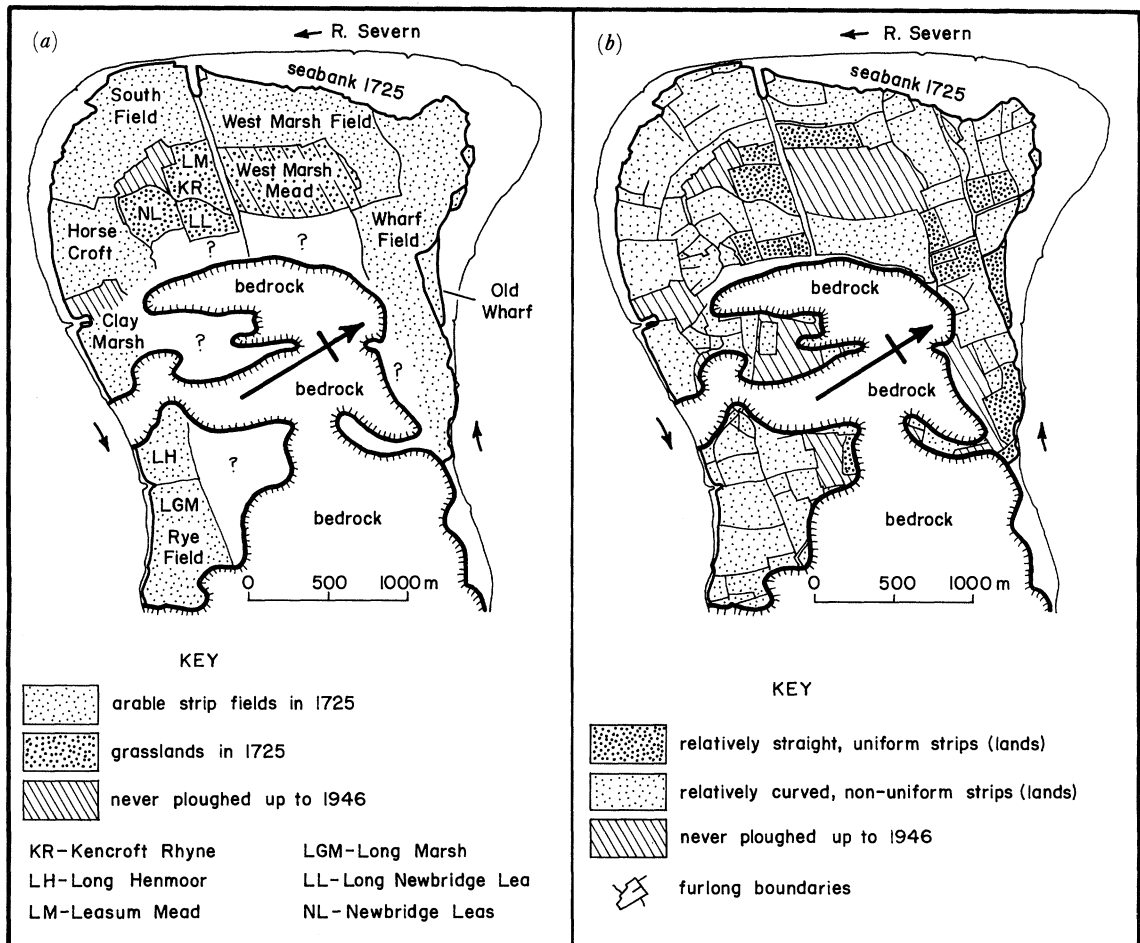 (a)
R. Severn
seabank 1725
South
Field
West Marsh Field
LM
KR
West Marsh
Mead
NL
LL
?
?
Horse
Croft
Wharf
Field
bedrock
Old
Wharf
Clay
Marsh
?
bedrock
?
LH
?
LGM
Rye
Field
bedrock
0 500 1000 m
KEY
arable strip fields in 1725
grasslands in 1725
never ploughed up to 1946
KR-Kencroft Rhyne
LH-Long Henmoor
LM-Leasum Mead
LGM-Long Marsh
LL-Long Newbridge Lea
NL-Newbridge Leas
(b)
R. Severn
seabank 1725
bedrock
bedrock
bedrock
0 500 1000 m
KEY
relatively straight, uniform strips (lands)
relatively curved, non-uniform strips (lands)
never ploughed up to 1946
furlong boundaries